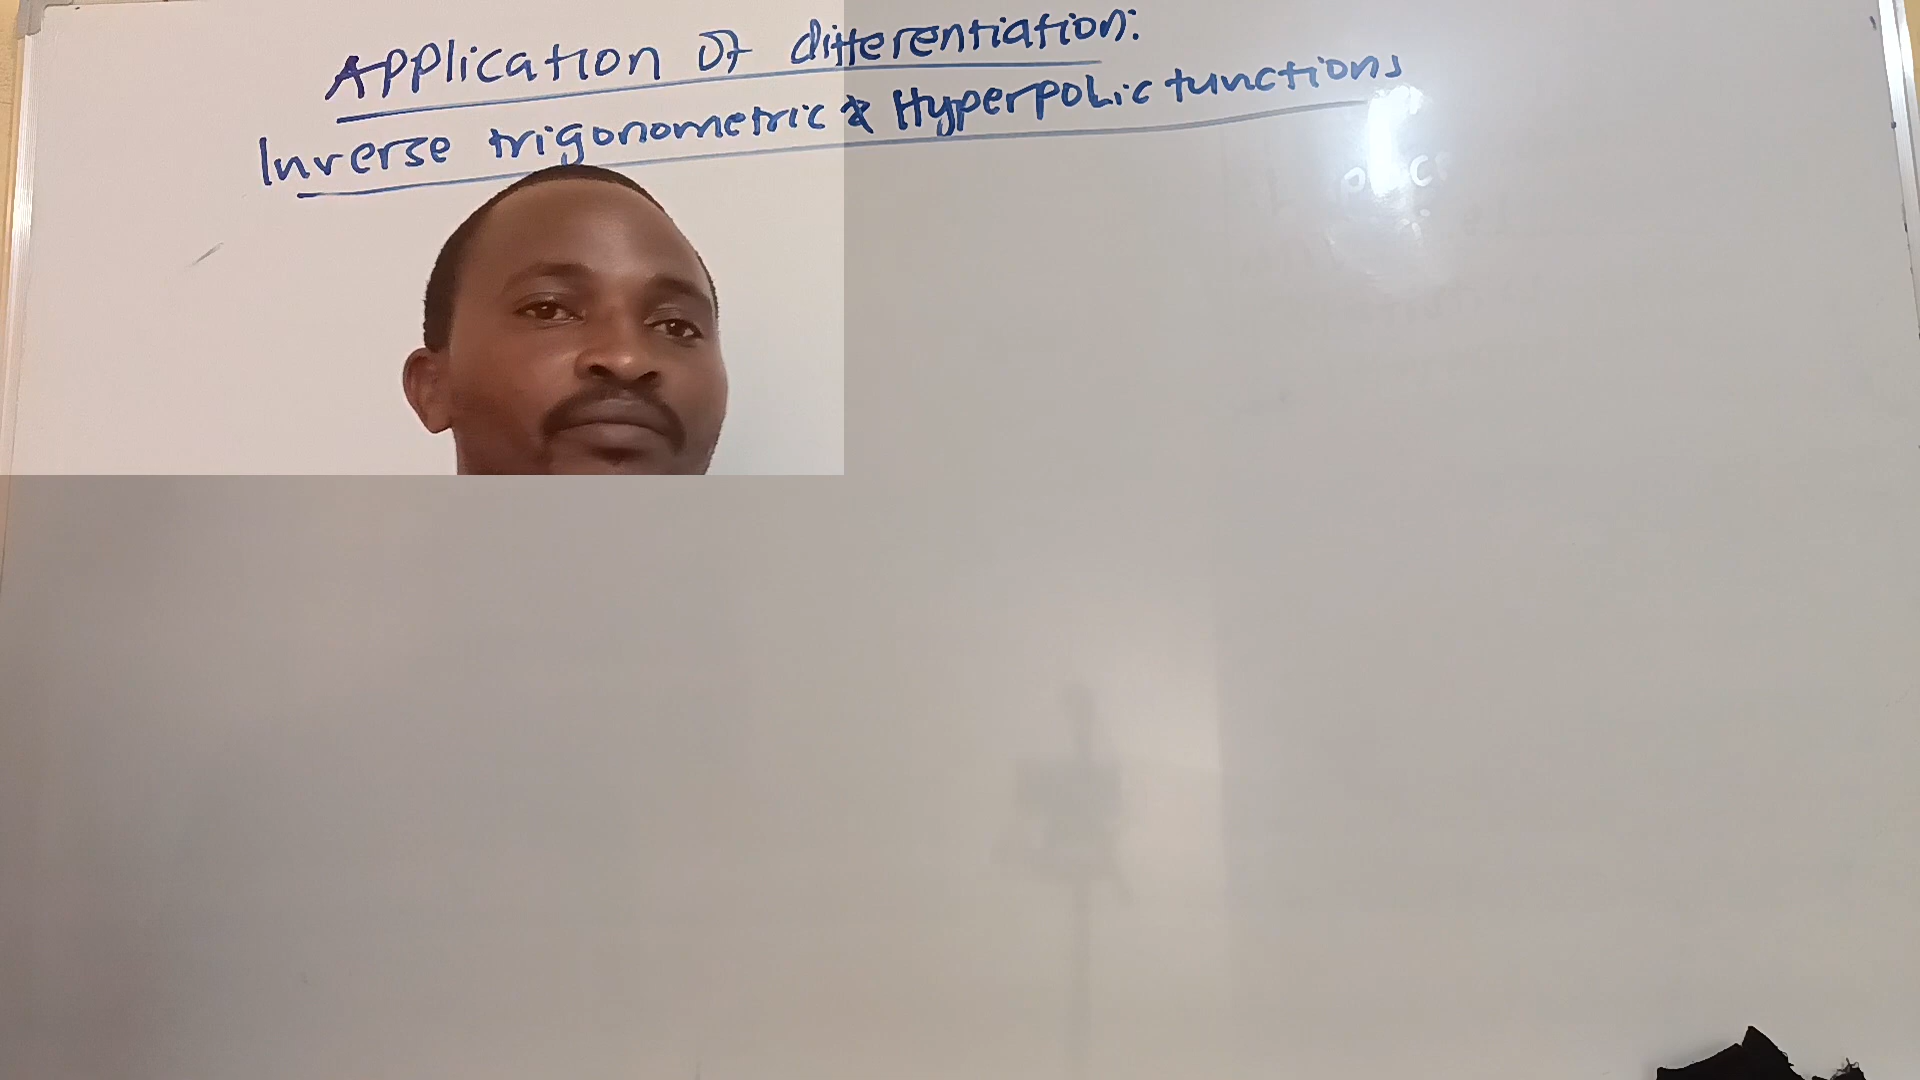 Application of differentiation:
Inverse trigonometric & Hyperpolic functions